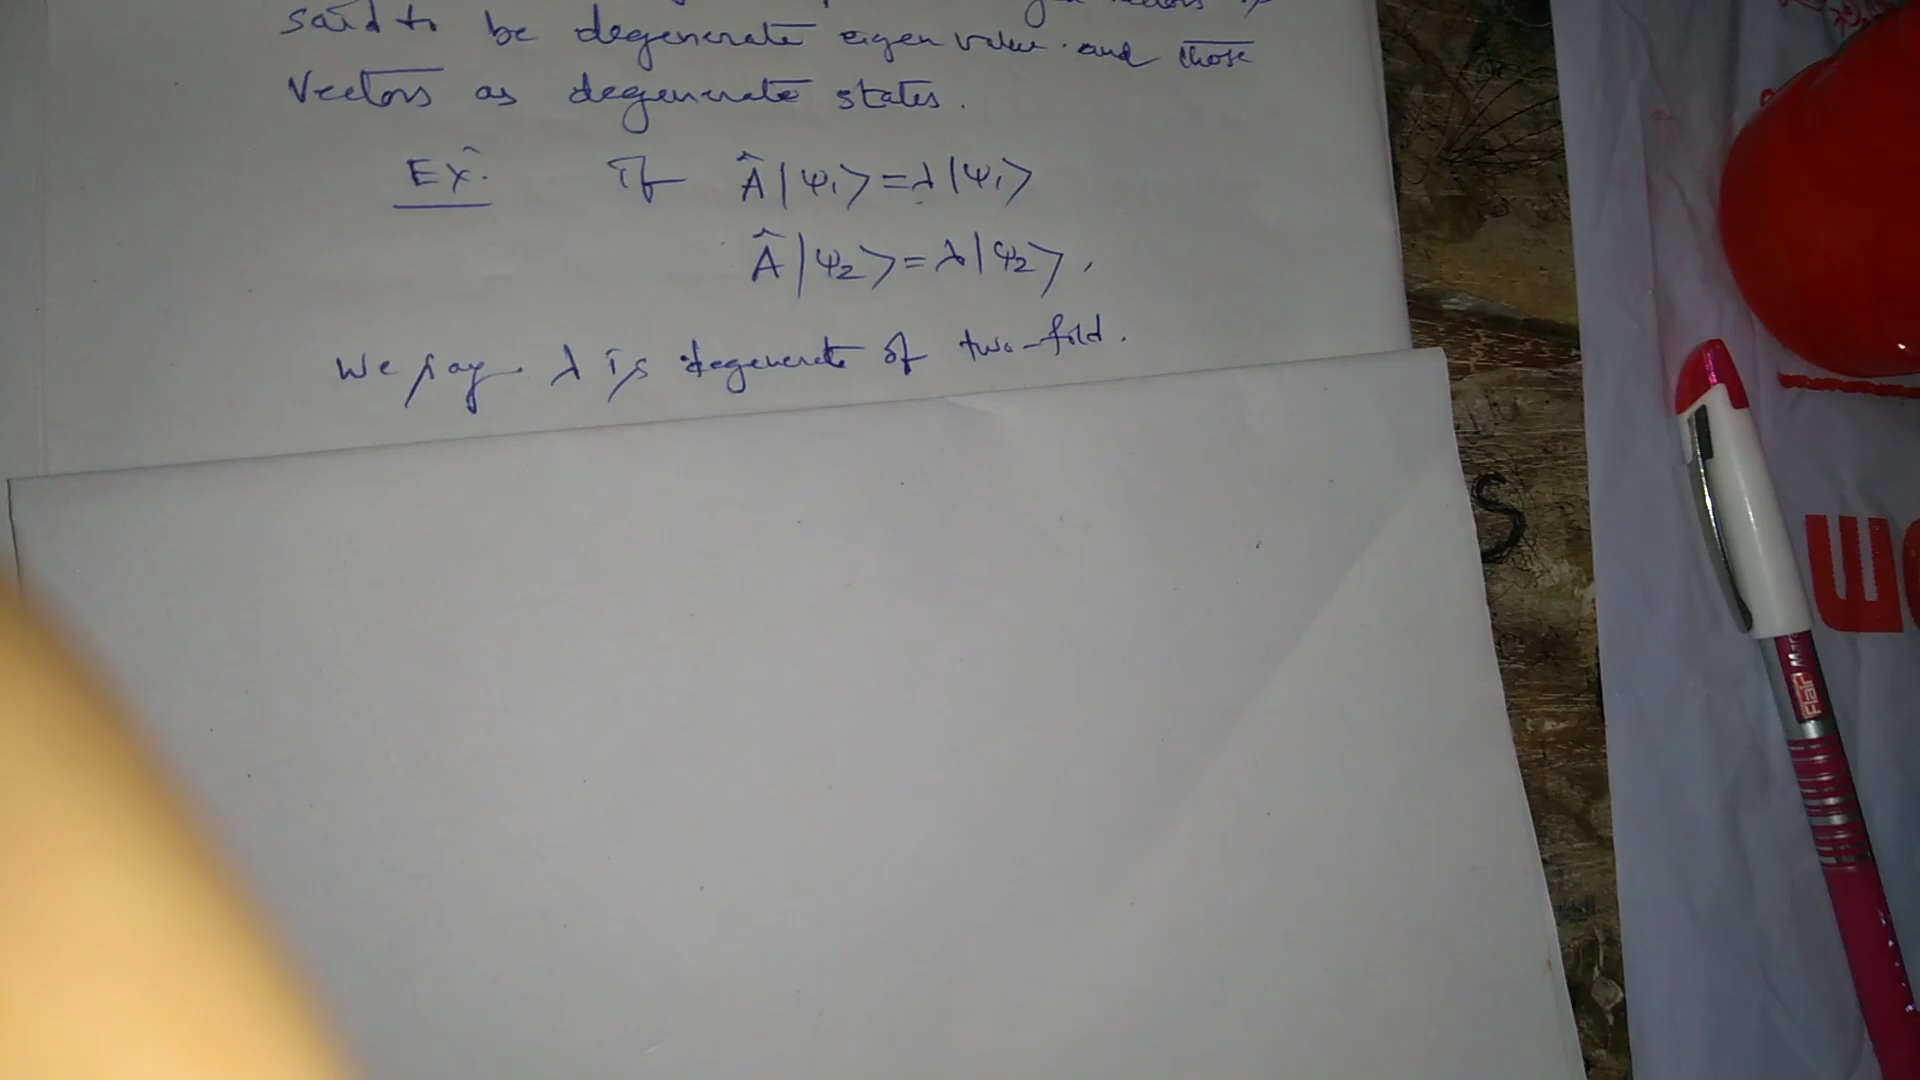 said to be degenerate eigen value and those
Vectors as degenerate states.
Ex: If Â|ψ₁>=λ|ψ₁>
Â|ψ₂>=λ|ψ₂>,
We say λ is degenerate of two-fold.
S
Flair